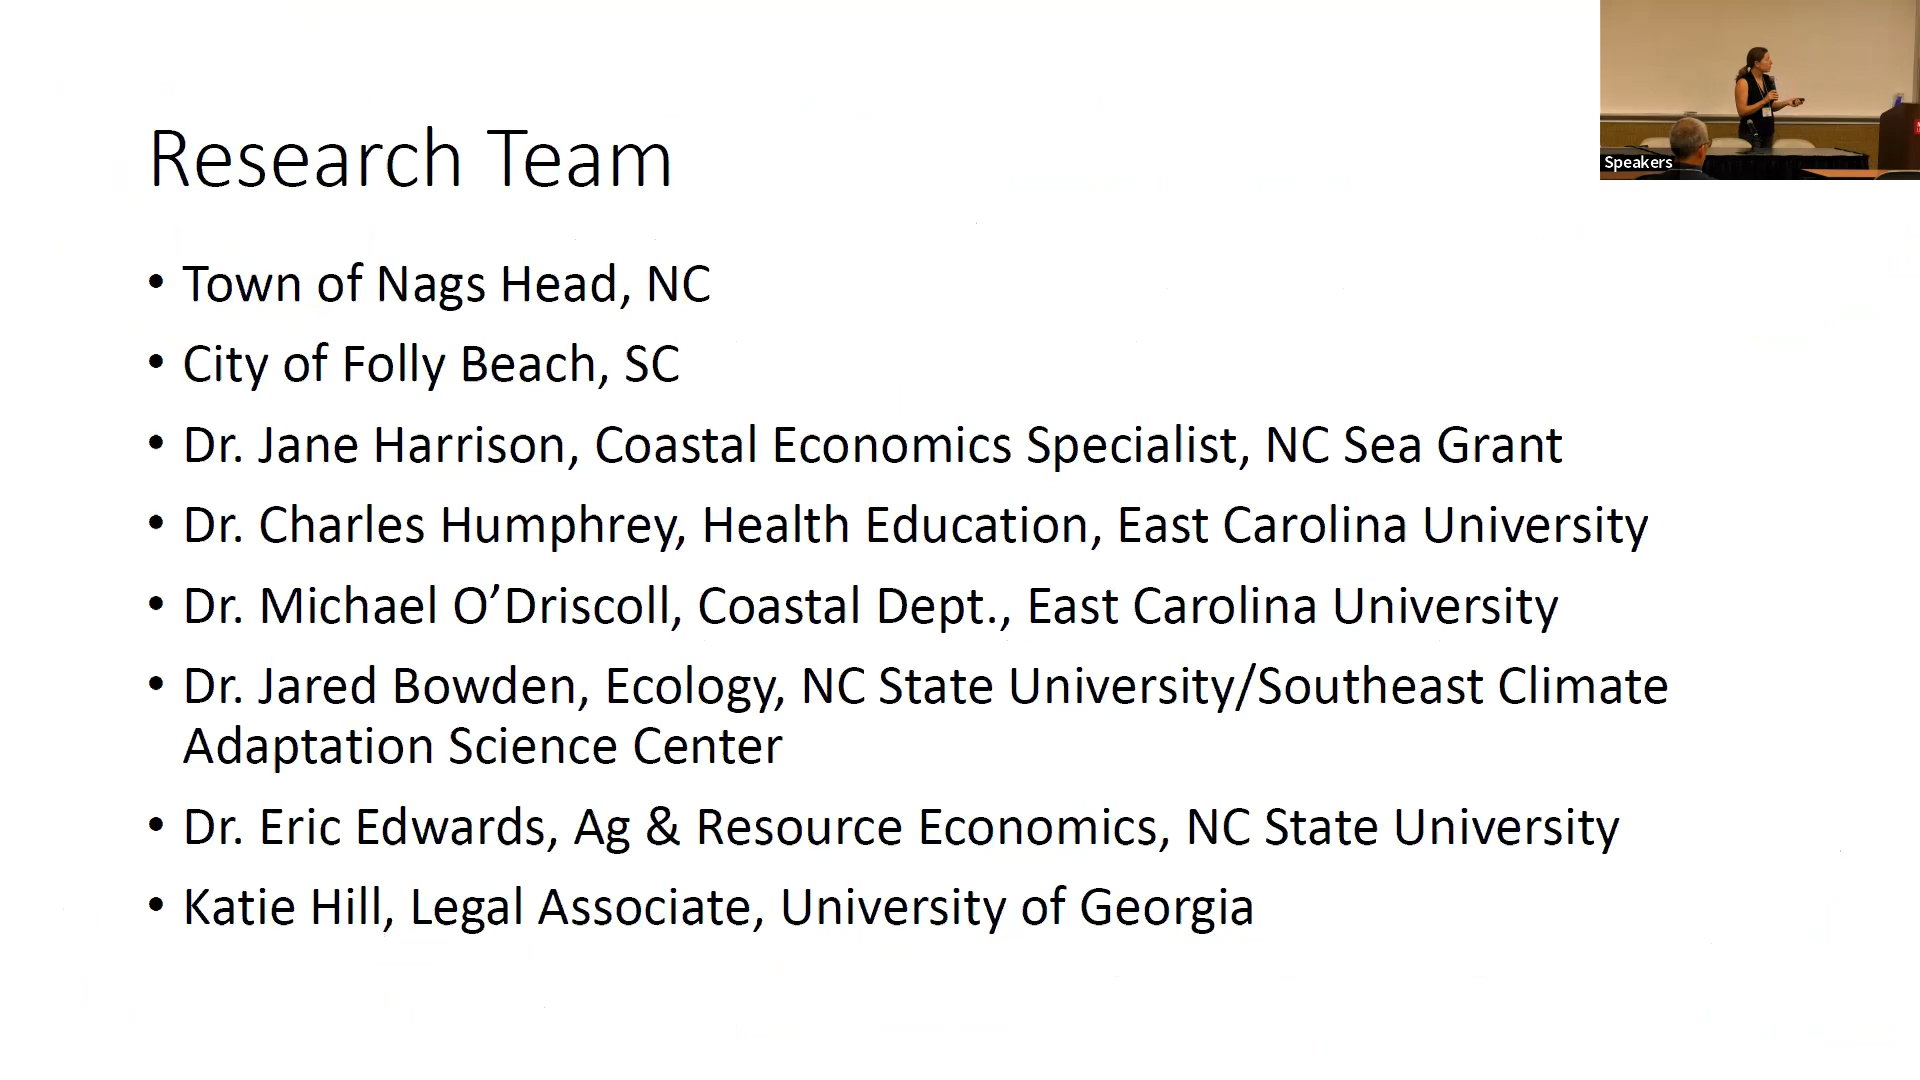 Research Team
• Town of Nags Head, NC
• City of Folly Beach, SC
• Dr. Jane Harrison, Coastal Economics Specialist, NC Sea Grant
• Dr. Charles Humphrey, Health Education, East Carolina University
• Dr. Michael O’Driscoll, Coastal Dept., East Carolina University
• Dr. Jared Bowden, Ecology, NC State University/Southeast Climate
Adaptation Science Center
• Dr. Eric Edwards, Ag & Resource Economics, NC State University
• Katie Hill, Legal Associate, University of Georgia
Speakers